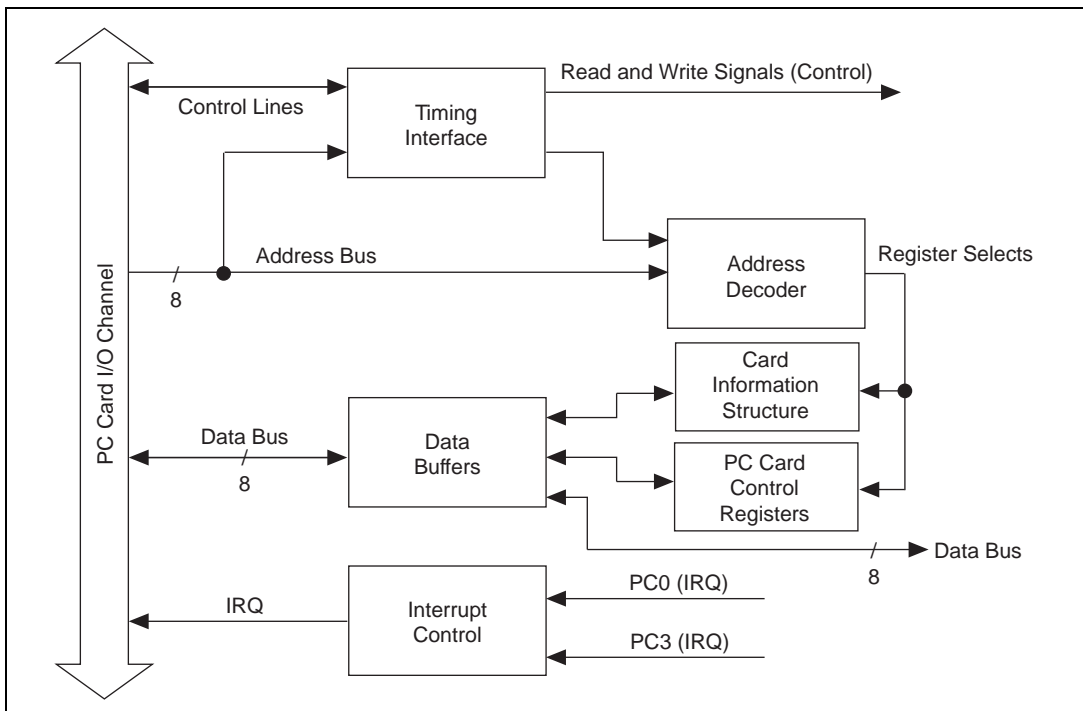 PC Card I/O Channel
Control Lines
Timing
Interface
Read and Write Signals (Control)
Address Bus
8
Address
Decoder
Register Selects
Card
Information
Structure
Data Bus
8
Data
Buffers
PC Card
Control
Registers
8
Data Bus
IRQ
Interrupt
Control
PC0 (IRQ)
PC3 (IRQ)